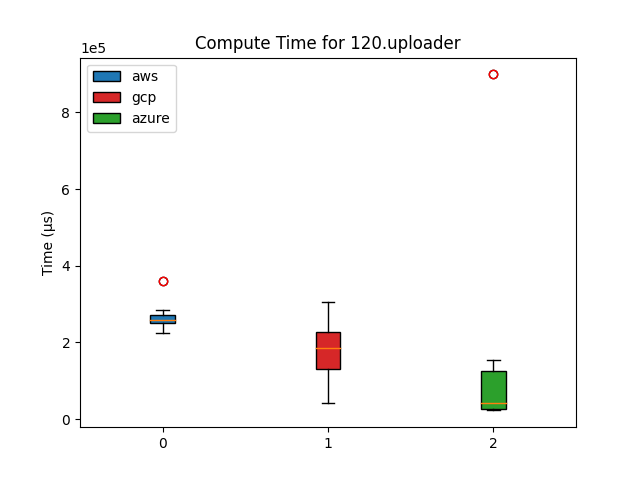 Compute Time for 120.uploader
1e5
aws
gcp
azure
Time (µs)
8
6
4
2
0
0 1 2